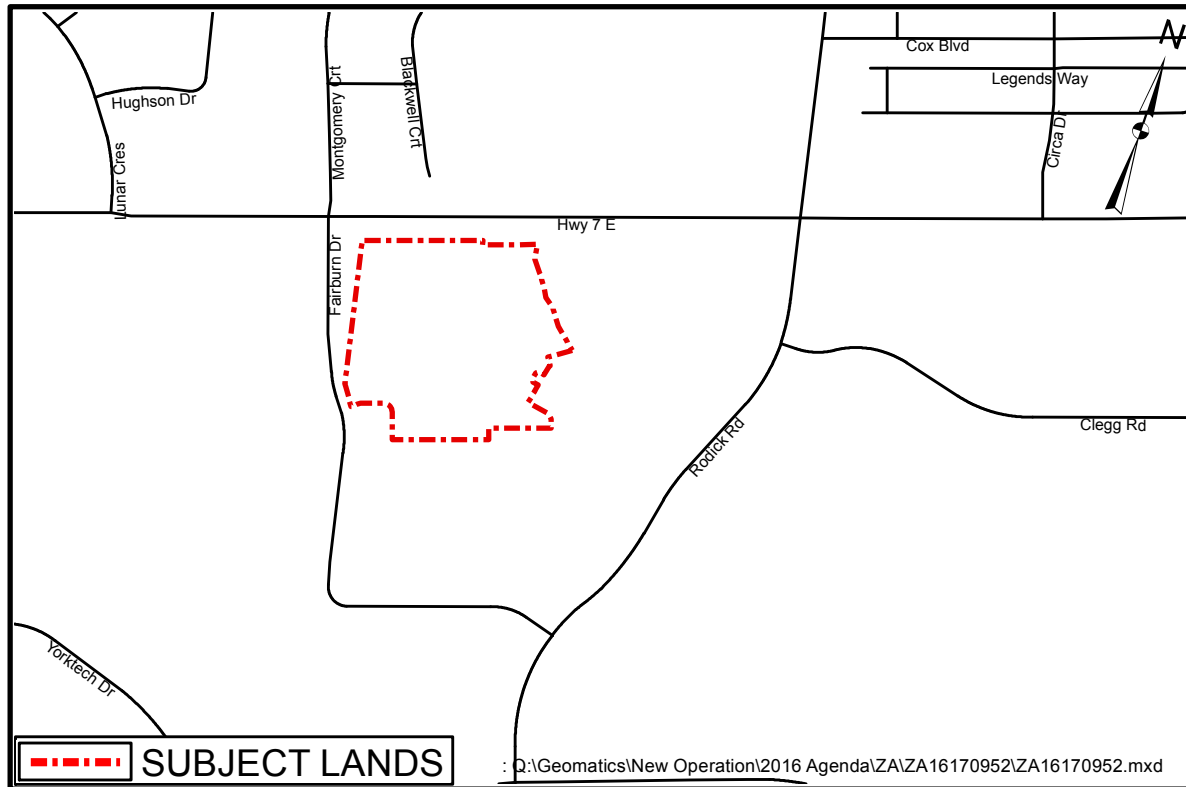 Cox Blvd
N
Legends Way
Hughson Dr
Montgomery Crt
Blackwell Crt
Circa Dr
Lunar Cres
Hwy 7 E
Fairburn Dr
Clegg Rd
Rodick Rd
Yorktech Dr
SUBJECT LANDS
: Q:\Geomatics\New Operation\2016 Agenda\ZA\ZA16170952\ZA16170952.mxd